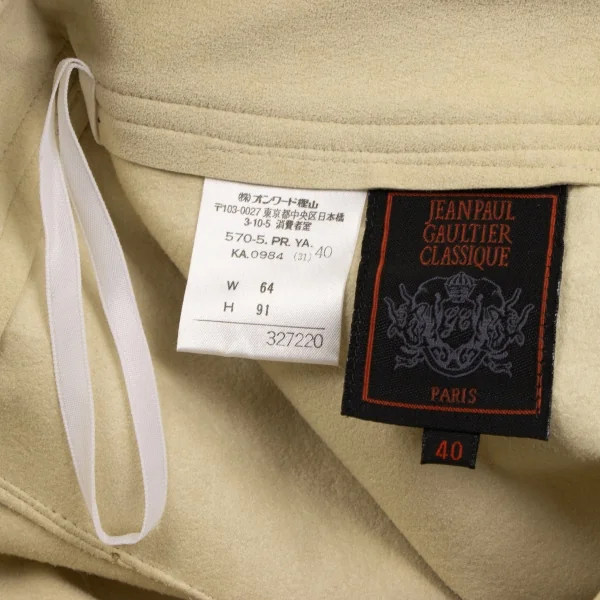 ㈱オンワード樫山
〒103-0027 東京都中央区日本橋
3-10-5 消費者室
570-5. PR. YA.
KA.0984 (31) 40
W 64
H 91
327220
JEANPAUL
GAULTIER
CLASSIQUE
PARIS
40